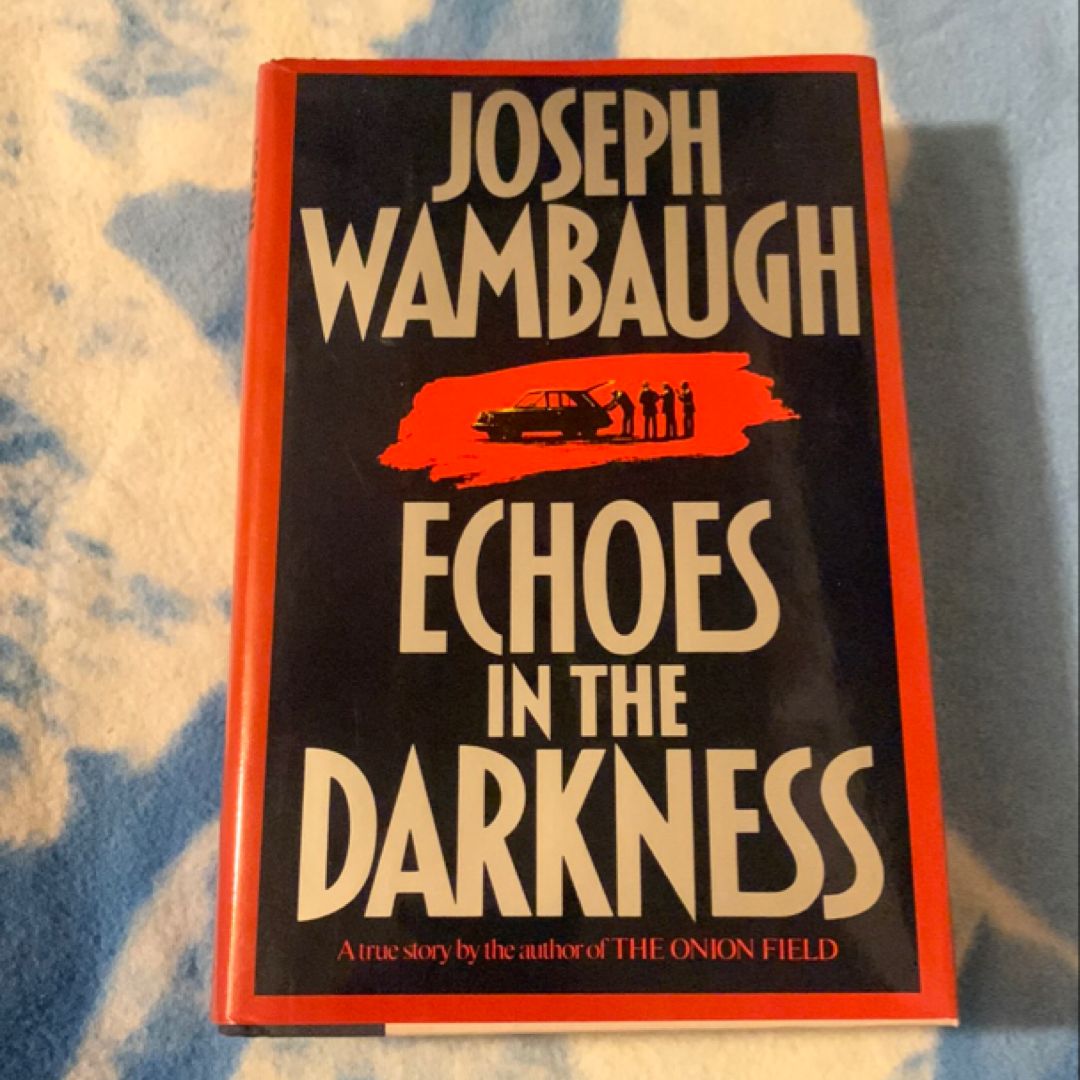 JOSEPH
WAMBAUGH
ECHOES
IN THE
DARKNESS
A true story by the author of THE ONION FIELD